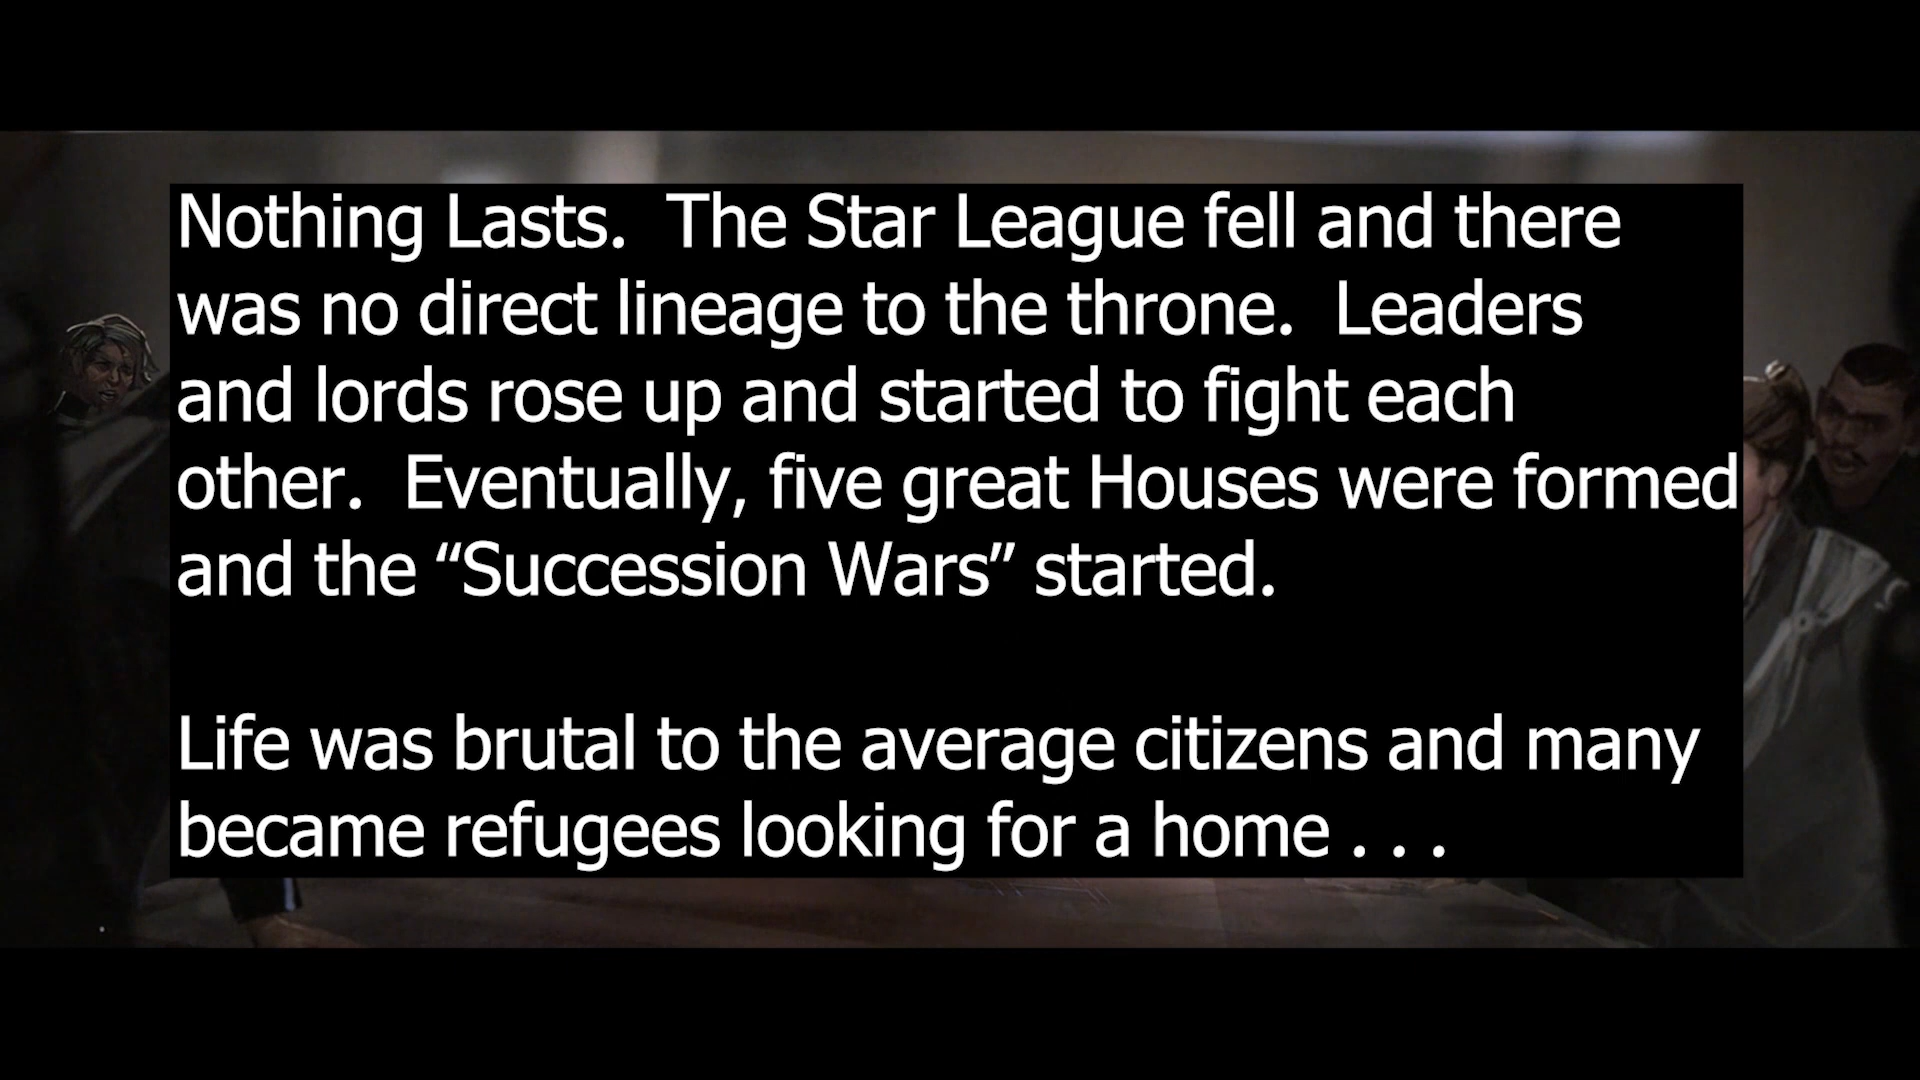 Nothing Lasts.  The Star League fell and there
was no direct lineage to the throne.  Leaders
and lords rose up and started to fight each
other.  Eventually, five great Houses were formed
and the “Succession Wars” started.
Life was brutal to the average citizens and many
became refugees looking for a home . . .